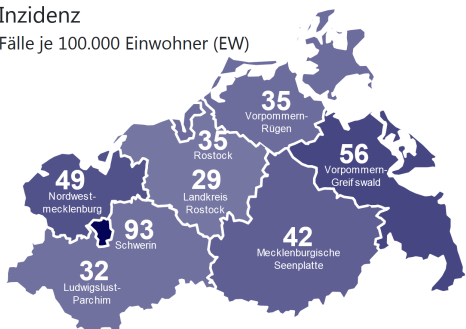 Inzidenz
Fälle je 100.000 Einwohner (EW)
35
Vorpommern-
Rügen
35
Rostock
56
Vorpommern-
Greifswald
49
Nordwest-
mecklenburg
29
Landkreis
Rostock
93
Schwerin
42
Mecklenburgische
Seenplatte
32
Ludwigslust-
Parchim